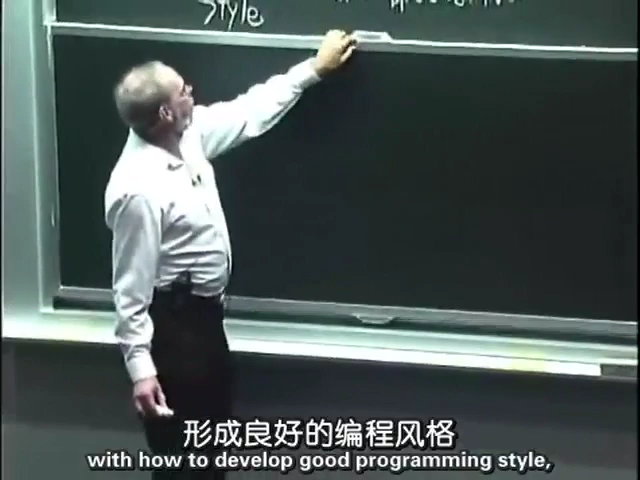 Style
形成良好的编程风格
with how to develop good programming style,